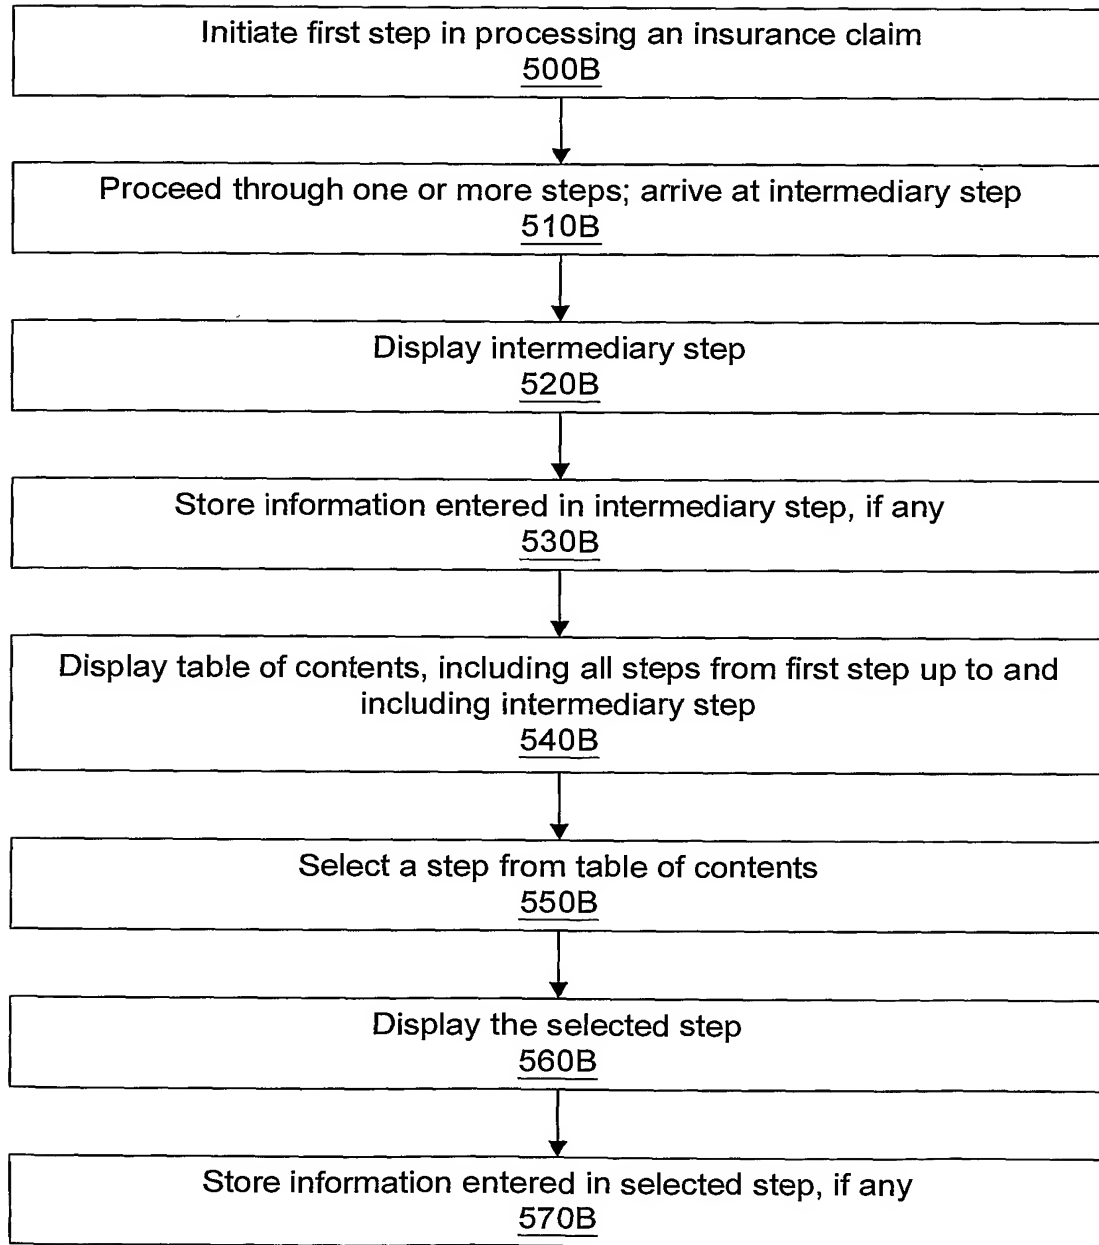 Initiate first step in processing an insurance claim
500B
Proceed through one or more steps; arrive at intermediary step
510B
Display intermediary step
520B
Store information entered in intermediary step, if any
530B
Display table of contents, including all steps from first step up to and
including intermediary step
540B
Select a step from table of contents
550B
Display the selected step
560B
Store information entered in selected step, if any
570B